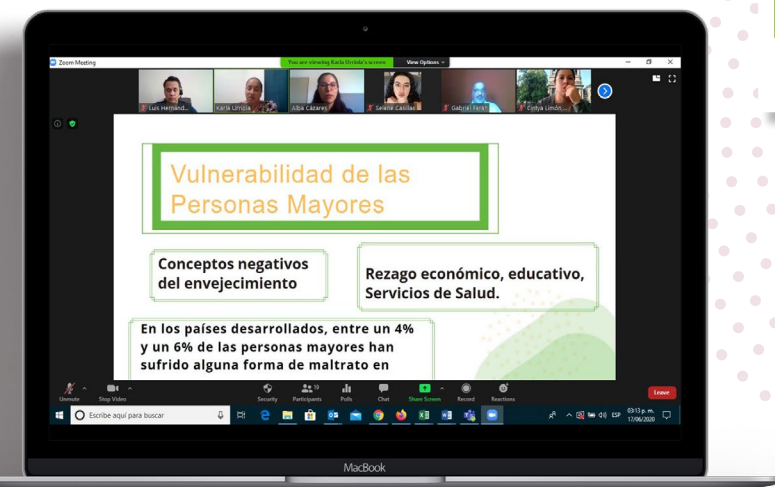 Zoom Meeting
You are viewing Karla Urriola's screen
View Options
Luis Hernánd...
Karla Urriola
Alba Cázares
Selene Casillas
Gabriel Farah
Cintya Limón...
Vulnerabilidad de las
Personas Mayores
Conceptos negativos
del envejecimiento
Rezago económico, educativo,
Servicios de Salud.
En los países desarrollados, entre un 4%
y un 6% de las personas mayores han
sufrido alguna forma de maltrato en
Unmute
Stop Video
Security
Participants
10
Polls
Chat
Share Screen
Record
Reactions
Leave
Escribe aquí para buscar
ESP
03:13 p. m.
17/06/2020
MacBook